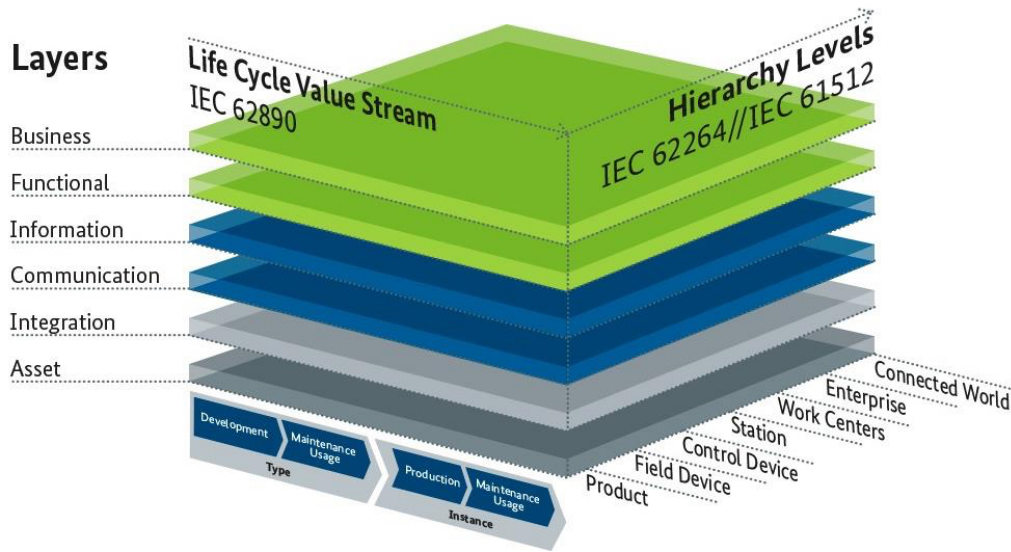 Layers
Life Cycle Value Stream
IEC 62890
Hierarchy Levels
IEC 62264//IEC 61512
Business
Functional
Information
Communication
Integration
Asset
Development
Maintenance
Usage
Type
Production
Maintenance
Usage
Instance
Connected World
Enterprise
Work Centers
Station
Control Device
Field Device
Product